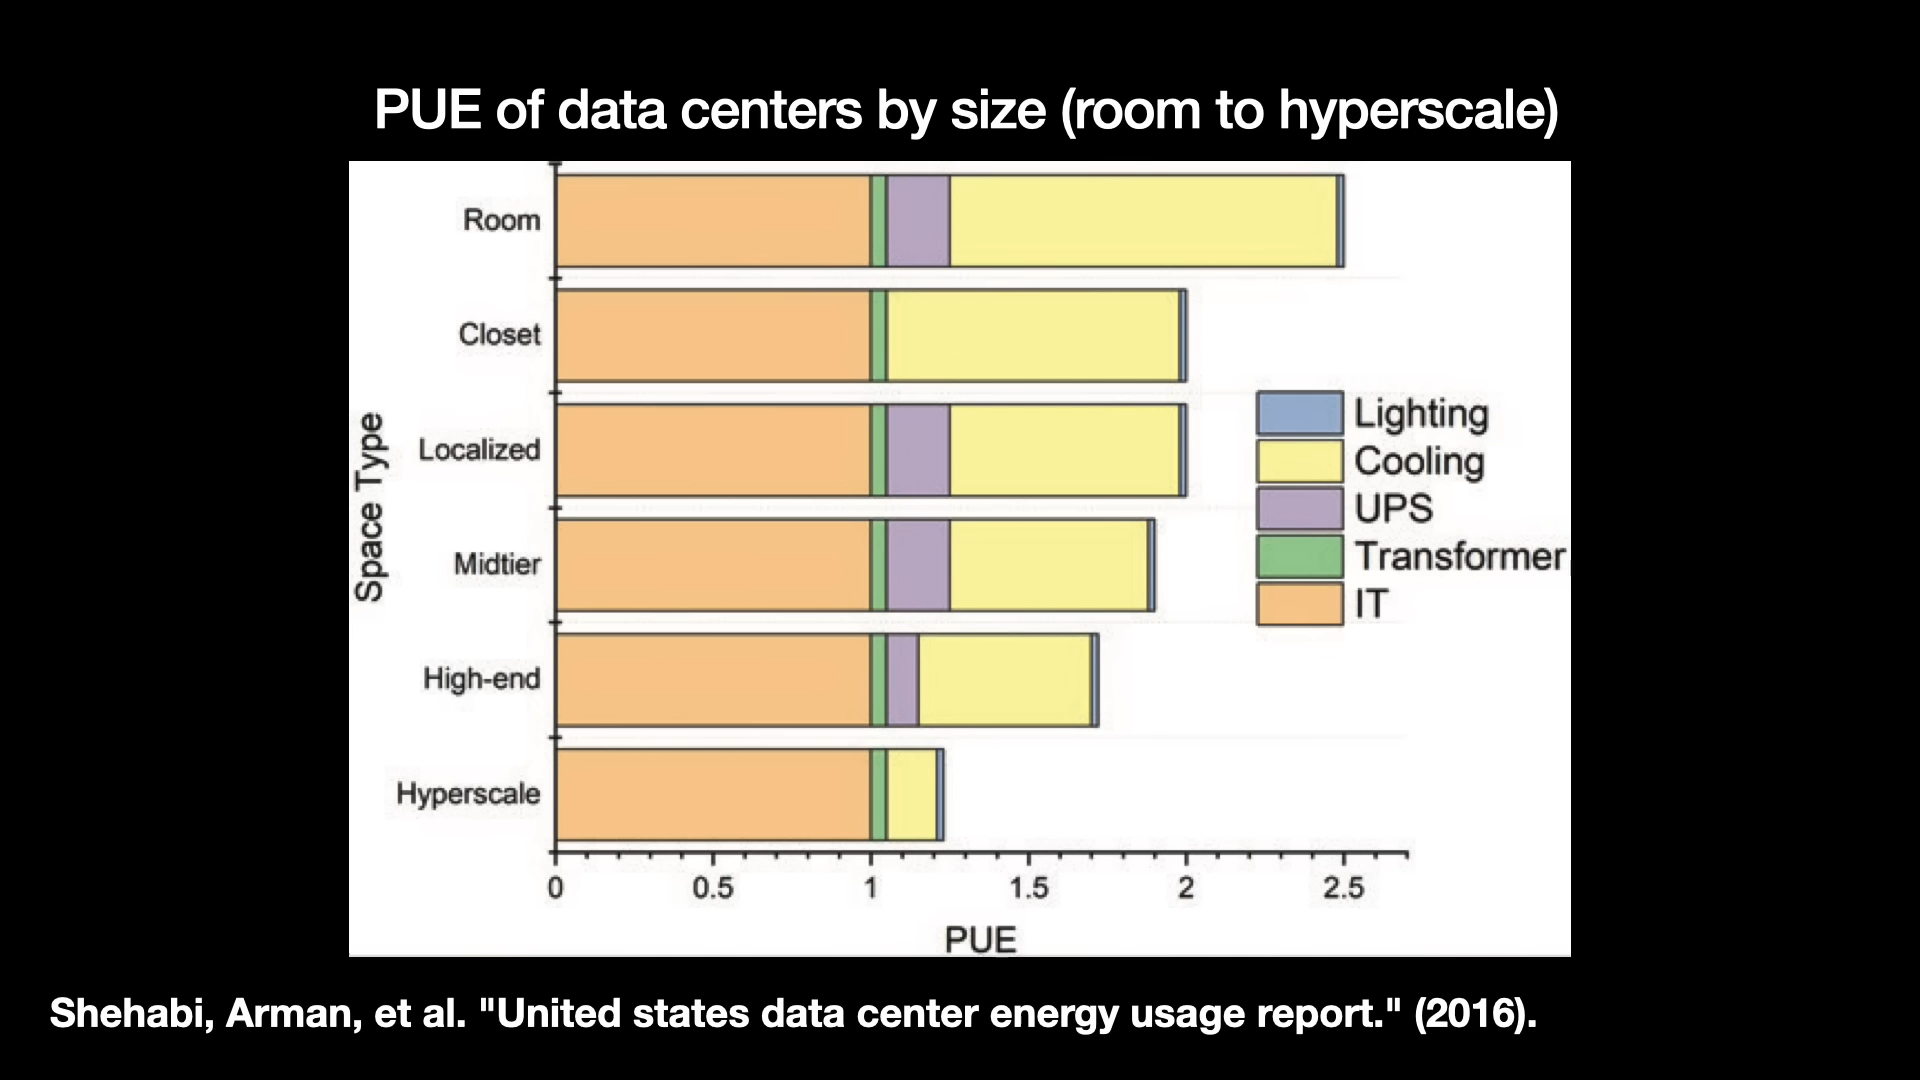 PUE of data centers by size (room to hyperscale)
Room
Closet
Localized
Midtier
High-end
Hyperscale
Space Type
Lighting
Cooling
UPS
Transformer
IT
0 0.5 1 1.5 2 2.5
PUE
Shehabi, Arman, et al. "United states data center energy usage report." (2016).